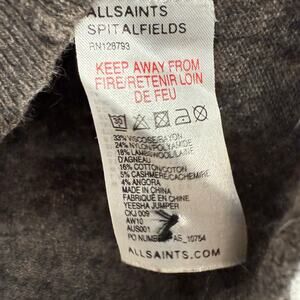 ALLSAINTS
SPITALFIELDS
RN128793
KEEP AWAY FROM
FIRE/RETENIR LOIN
DE FEU
30
33% VISCOSE/RAYON
24% NYLON/POLYAMIDE
18% LAMBSWOOL/LAINE
D'AGNEAU
16% COTTON/COTON
5% CASHMERE/CACHEMIRE
4% ANGORA
MADE IN CHINA
FABRIQUÉ EN CHINE
YEESHA JUMPER
CKJ 009
AW10
AUS001
PO NUMBER: AS_10754
ALLSAINTS.COM